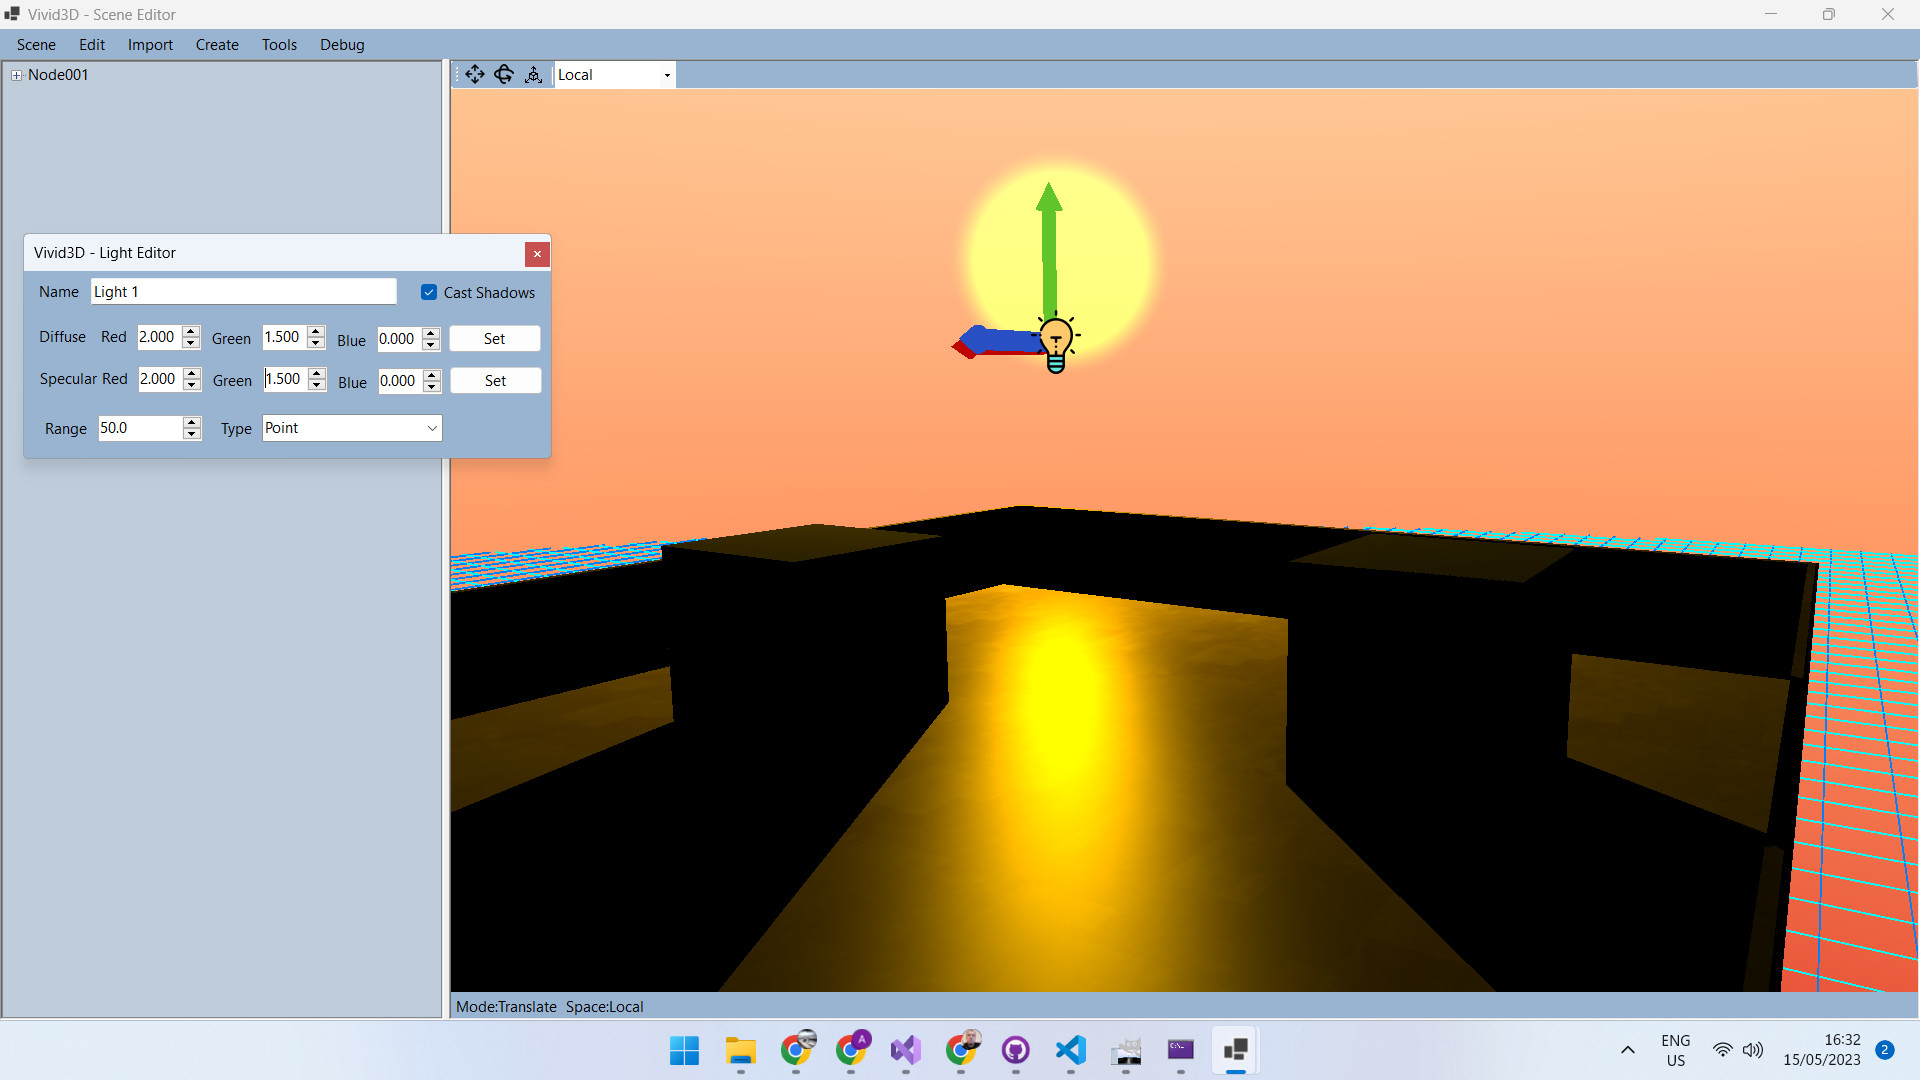 Vivid3D - Scene Editor
Scene Edit Import Create Tools Debug
Node001
Local
Vivid3D - Light Editor
Name Light 1 Cast Shadows
Diffuse Red 2.000 Green 1.500 Blue 0.000 Set
Specular Red 2.000 Green 1.500 Blue 0.000 Set
Range 50.0 Type Point
Mode:Translate Space:Local
A
C:\_
ENG
US
16:32
15/05/2023
2